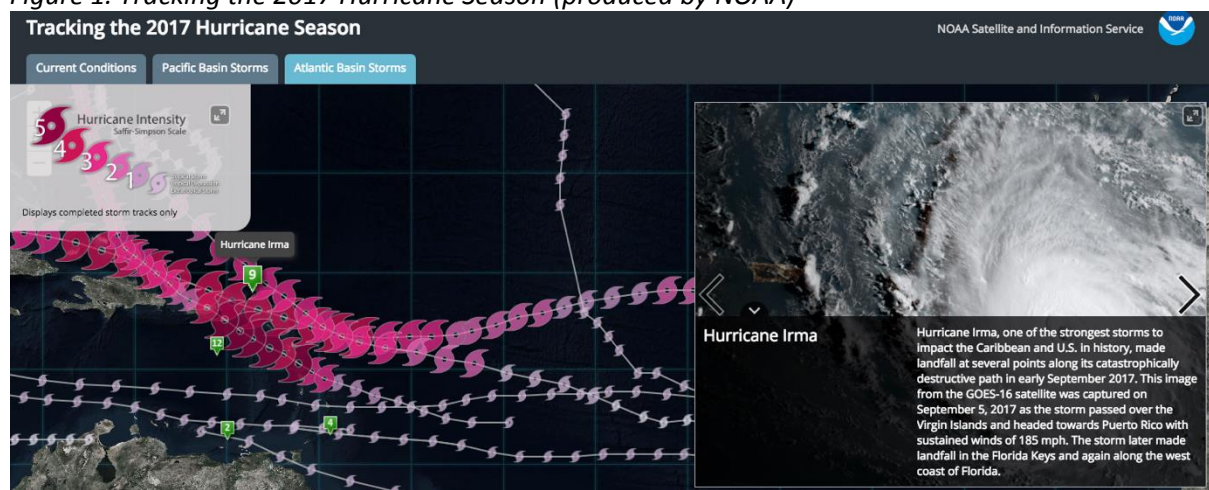 Figure 1: Tracking the 2017 Hurricane Season (produced by NOAA)
Tracking the 2017 Hurricane Season
NOAA Satellite and Information Service
NOAA
Current Conditions
Pacific Basin Storms
Atlantic Basin Storms
Hurricane Intensity
Saffir-Simpson Scale
5
4
3
2
1
Displays completed storm tracks only
Hurricane Irma
9
12
2
4
Hurricane Irma
Hurricane Irma, one of the strongest storms to
impact the Caribbean and U.S. in history, made
landfall at several points along its catastrophically
destructive path in early September 2017. This image
from the GOES-16 satellite was captured on
September 5, 2017 as the storm passed over the
Virgin Islands and headed towards Puerto Rico with
sustained winds of 185 mph. The storm later made
landfall in the Florida Keys and again along the west
coast of Florida.